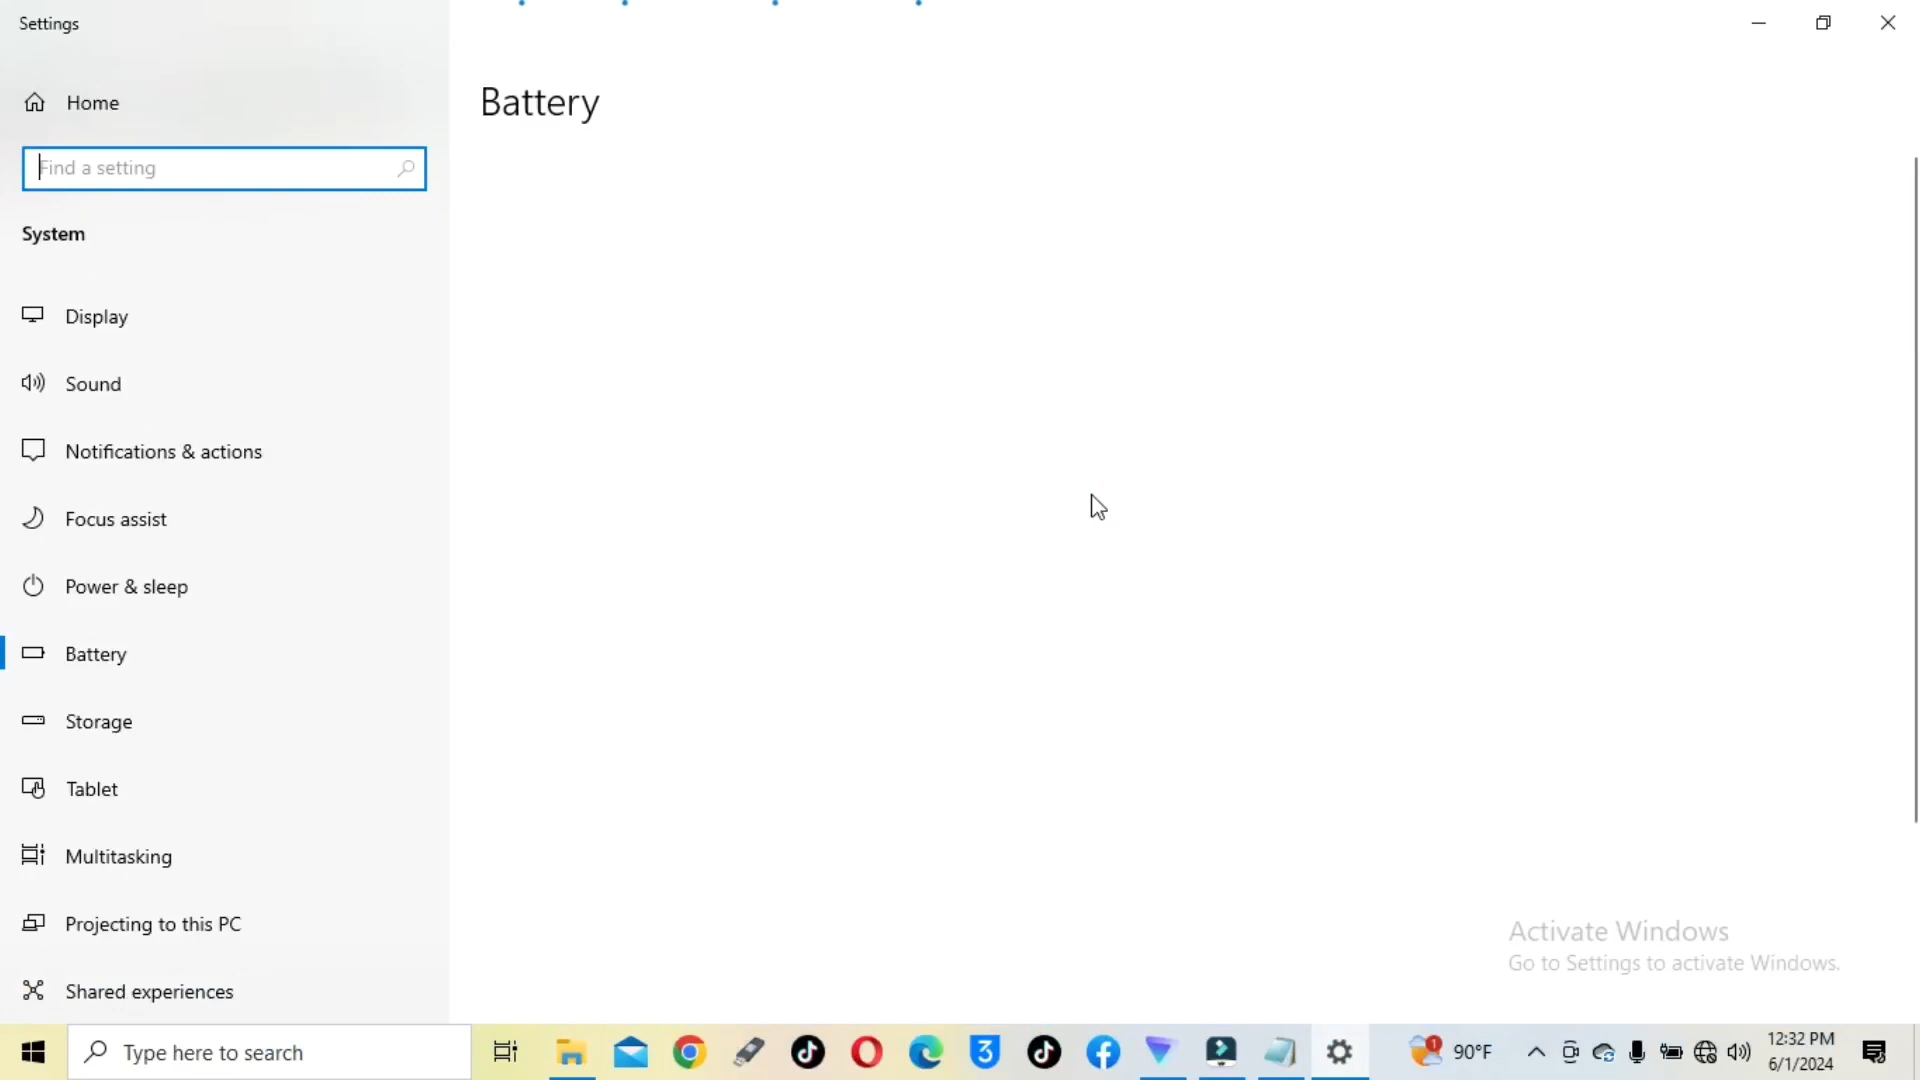 Settings
Home
Find a setting
System
Display
Sound
Notifications & actions
Focus assist
Power & sleep
Battery
Storage
Tablet
Multitasking
Projecting to this PC
Shared experiences
Battery
Activate Windows
Go to Settings to activate Windows.
Type here to search
3
1
90°F
12:32 PM
6/1/2024